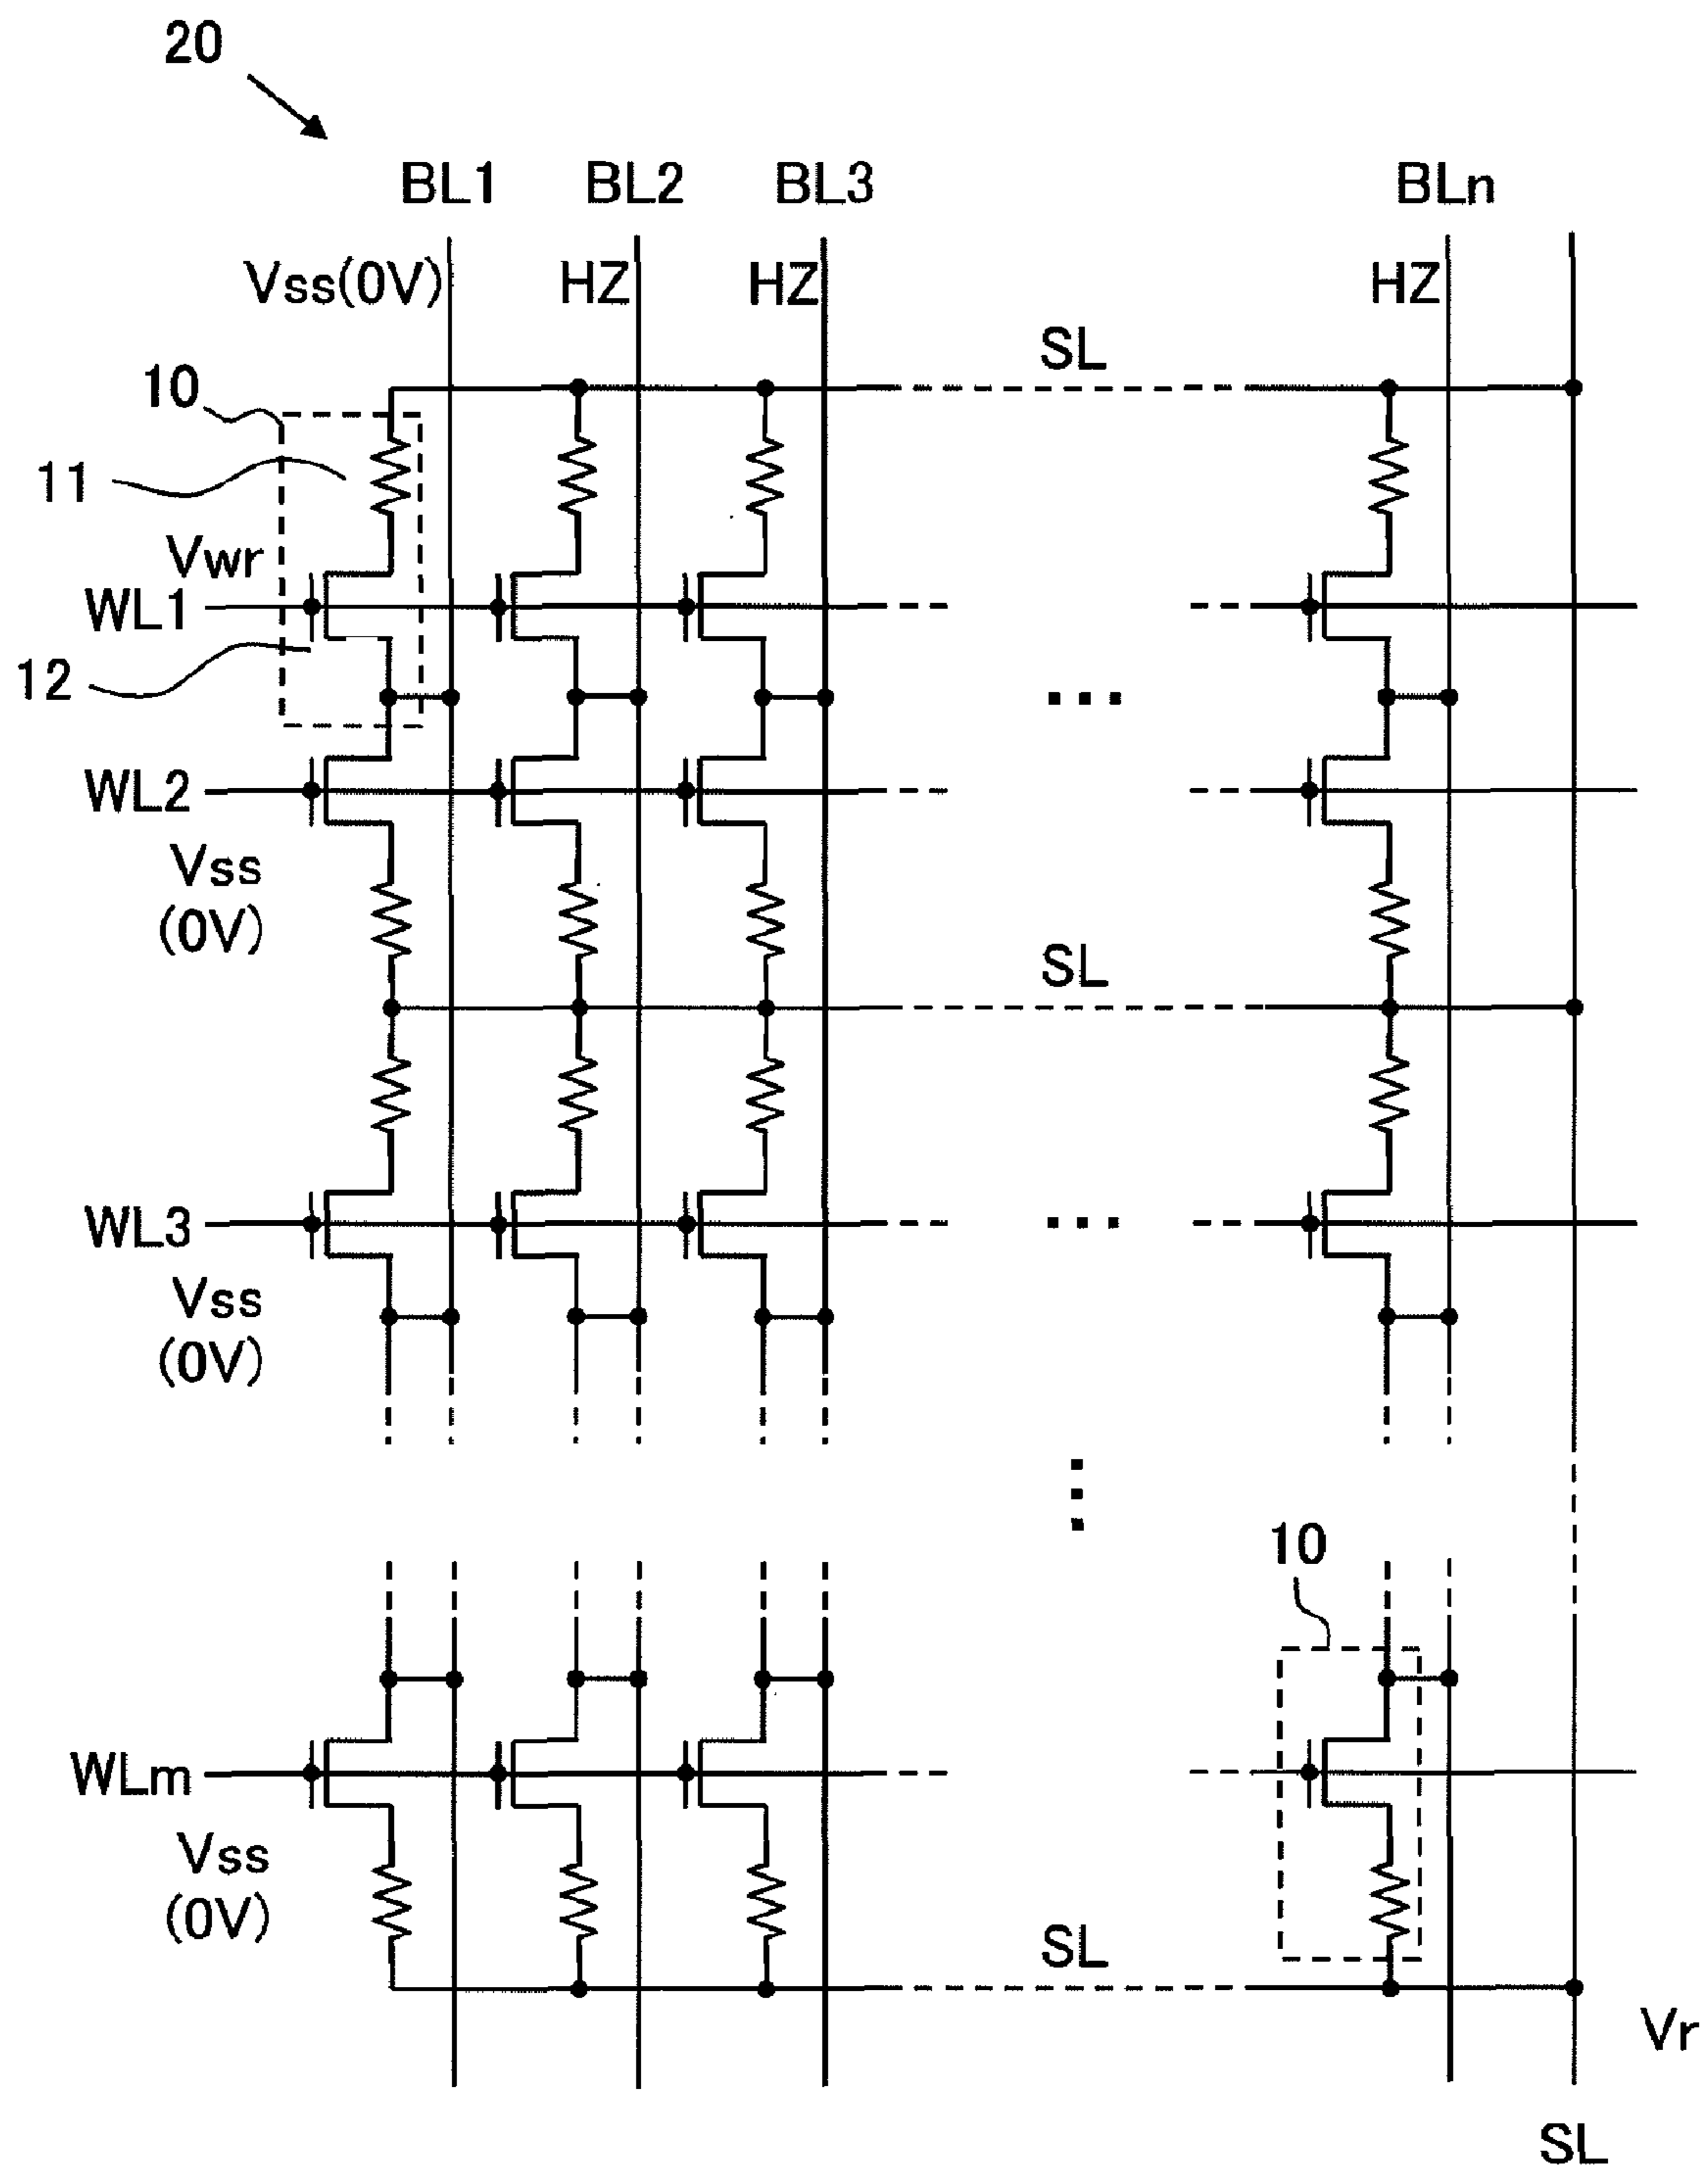 20
BL1 BL2 BL3 BLn
Vss(0V) HZ HZ HZ
SL
10
11
Vwr
WL1
12
WL2
Vss
(0V)
SL
WL3
Vss
(0V)
10
WLm
Vss
(0V)
SL
Vr
SL